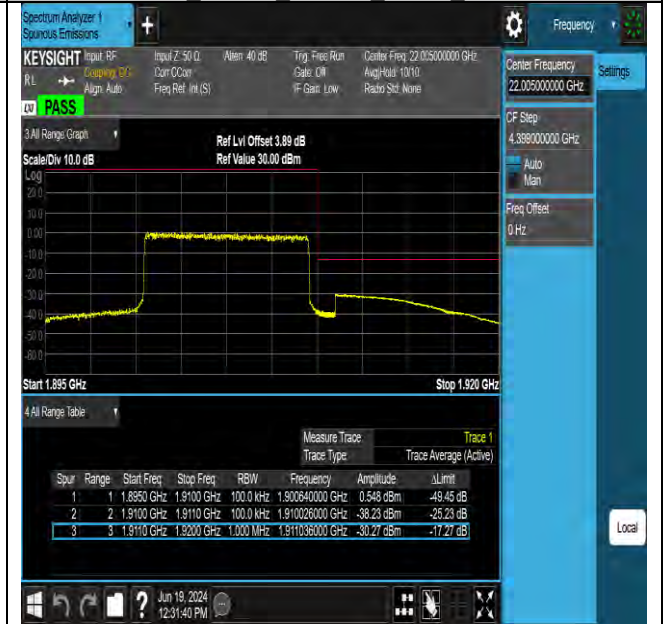 Spectrum Analyzer 1
Spurious Emissions
Frequency
KEYSIGHT Input: RF Input Z: 50 Ω Atten: 40 dB Trig: Free Run Center Freq: 22.005000000 GHz
RL Coupling: DC Corr CCorr Gate: Off Avg|Hold: 10/10
Align: Auto Freq Ref: Int (S) IF Gain: Low Radio Std: None
PASS
Center Frequency
22.005000000 GHz
Settings
CF Step
4.398000000 GHz
Auto
Man
Freq Offset
0 Hz
3 All Range Graph
Ref Lvl Offset 3.89 dB
Scale/Div 10.0 dB Ref Value 30.00 dBm
Log
20.0
10.0
0.00
-10.0
-20.0
-30.0
-40.0
-50.0
-60.0
Start 1.895 GHz Stop 1.920 GHz
4 All Range Table
Measure Trace Trace 1
Trace Type Trace Average (Active)
Spur Range Start Freq Stop Freq RBW Frequency Amplitude ΔLimit
1 1 1.8950 GHz 1.9100 GHz 100.0 kHz 1.900640000 GHz 0.548 dBm -49.45 dB
2 2 1.9100 GHz 1.9110 GHz 100.0 kHz 1.910026000 GHz -38.23 dBm -25.23 dB
3 3 1.9110 GHz 1.9200 GHz 1.000 MHz 1.911036000 GHz -30.27 dBm -17.27 dB
Local
Jun 19, 2024
12:31:40 PM